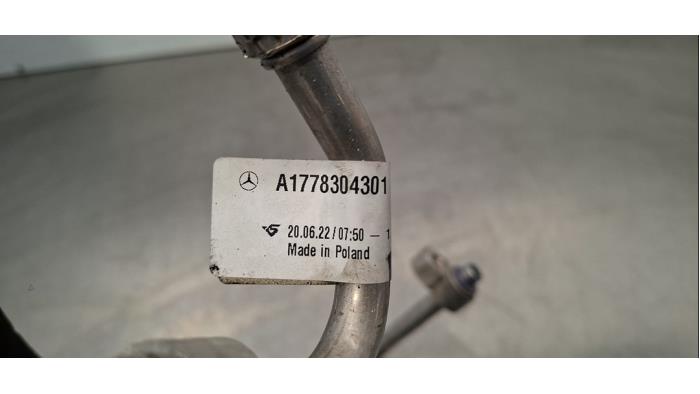 A1778304301
20.06.22/07:50 — 1
Made in Poland